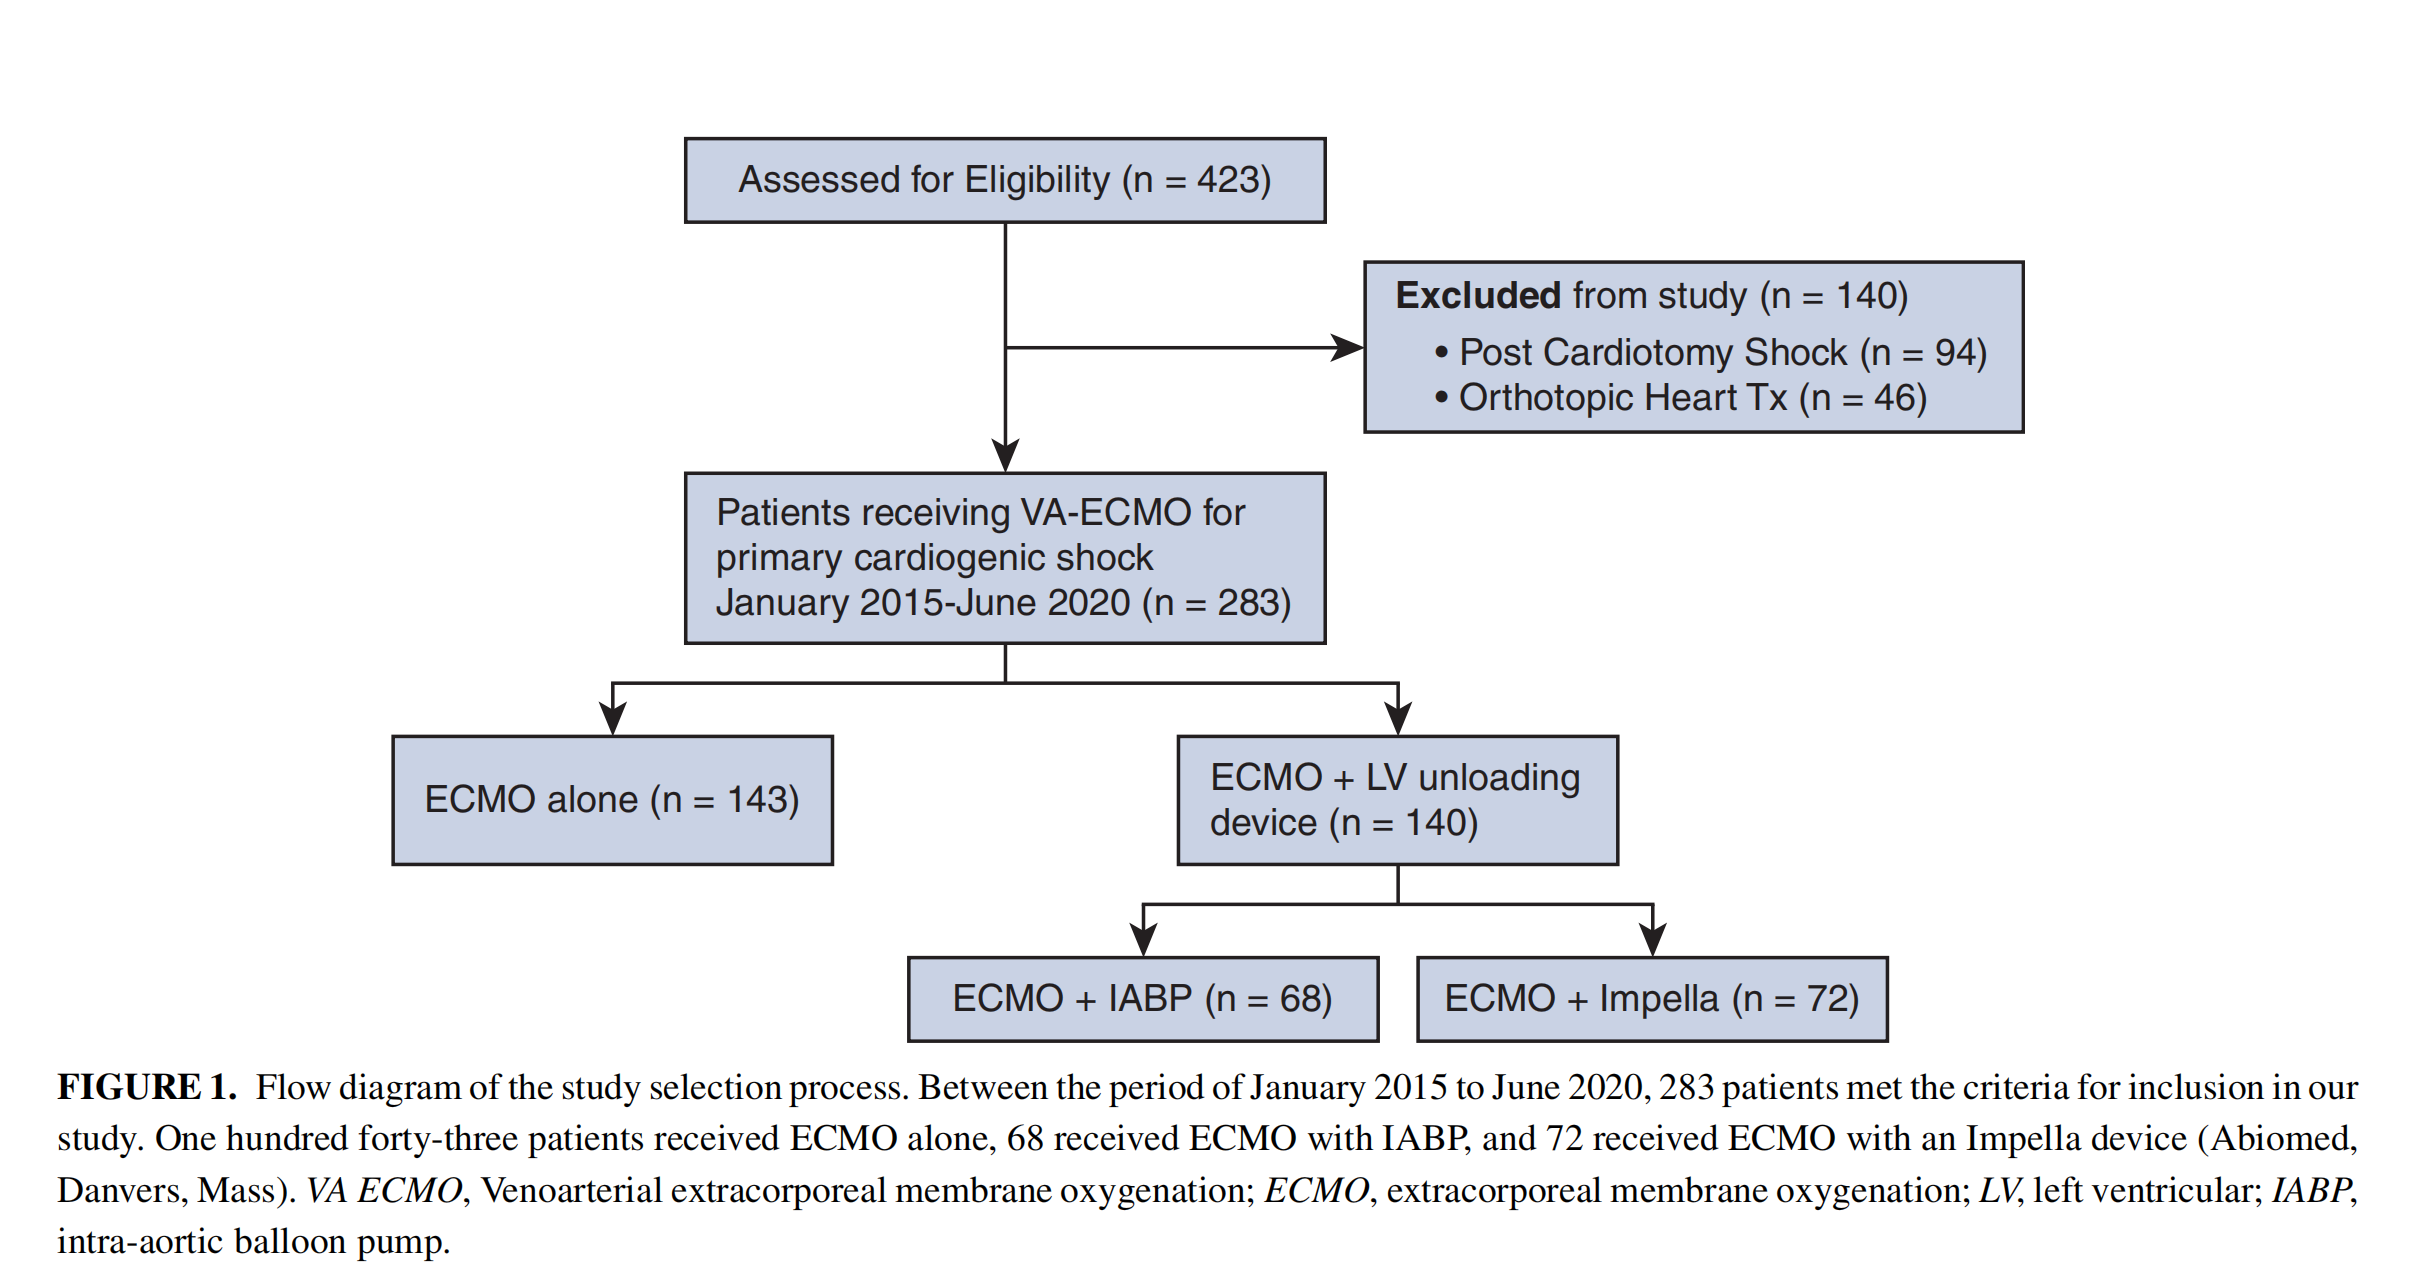 Assessed for Eligibility (n = 423)
Excluded from study (n = 140)
• Post Cardiotomy Shock (n = 94)
• Orthotopic Heart Tx (n = 46)
Patients receiving VA-ECMO for
primary cardiogenic shock
January 2015-June 2020 (n = 283)
ECMO alone (n = 143)
ECMO + LV unloading
device (n = 140)
ECMO + IABP (n = 68)
ECMO + Impella (n = 72)
FIGURE 1. Flow diagram of the study selection process. Between the period of January 2015 to June 2020, 283 patients met the criteria for inclusion in our
study. One hundred forty-three patients received ECMO alone, 68 received ECMO with IABP, and 72 received ECMO with an Impella device (Abiomed,
Danvers, Mass). VA ECMO, Venoarterial extracorporeal membrane oxygenation; ECMO, extracorporeal membrane oxygenation; LV, left ventricular; IABP,
intra-aortic balloon pump.